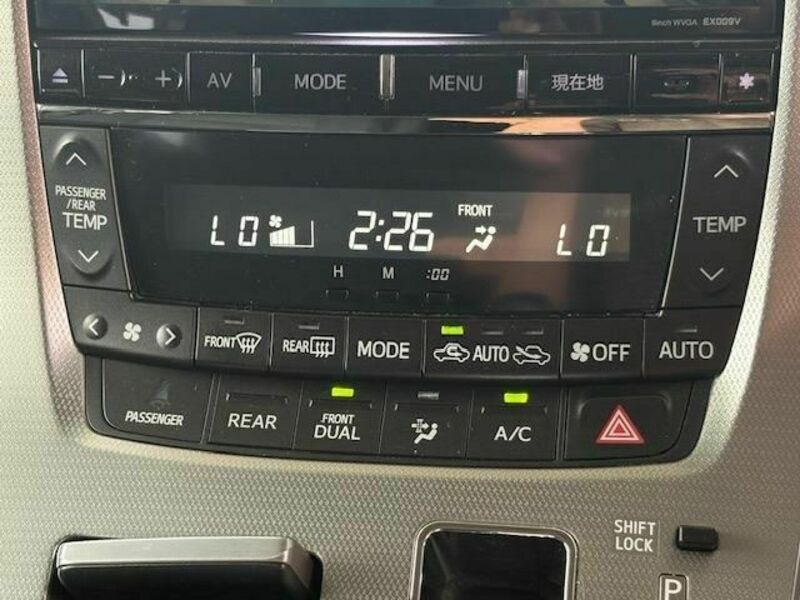 8inch WVGA EX009V
− + AV MODE MENU 現在地
PASSENGER
/REAR
TEMP
LO 2:26 FRONT LO
TEMP
H M :00
FRONT REAR MODE AUTO OFF AUTO
PASSENGER REAR FRONT
DUAL A/C
SHIFT
LOCK
P